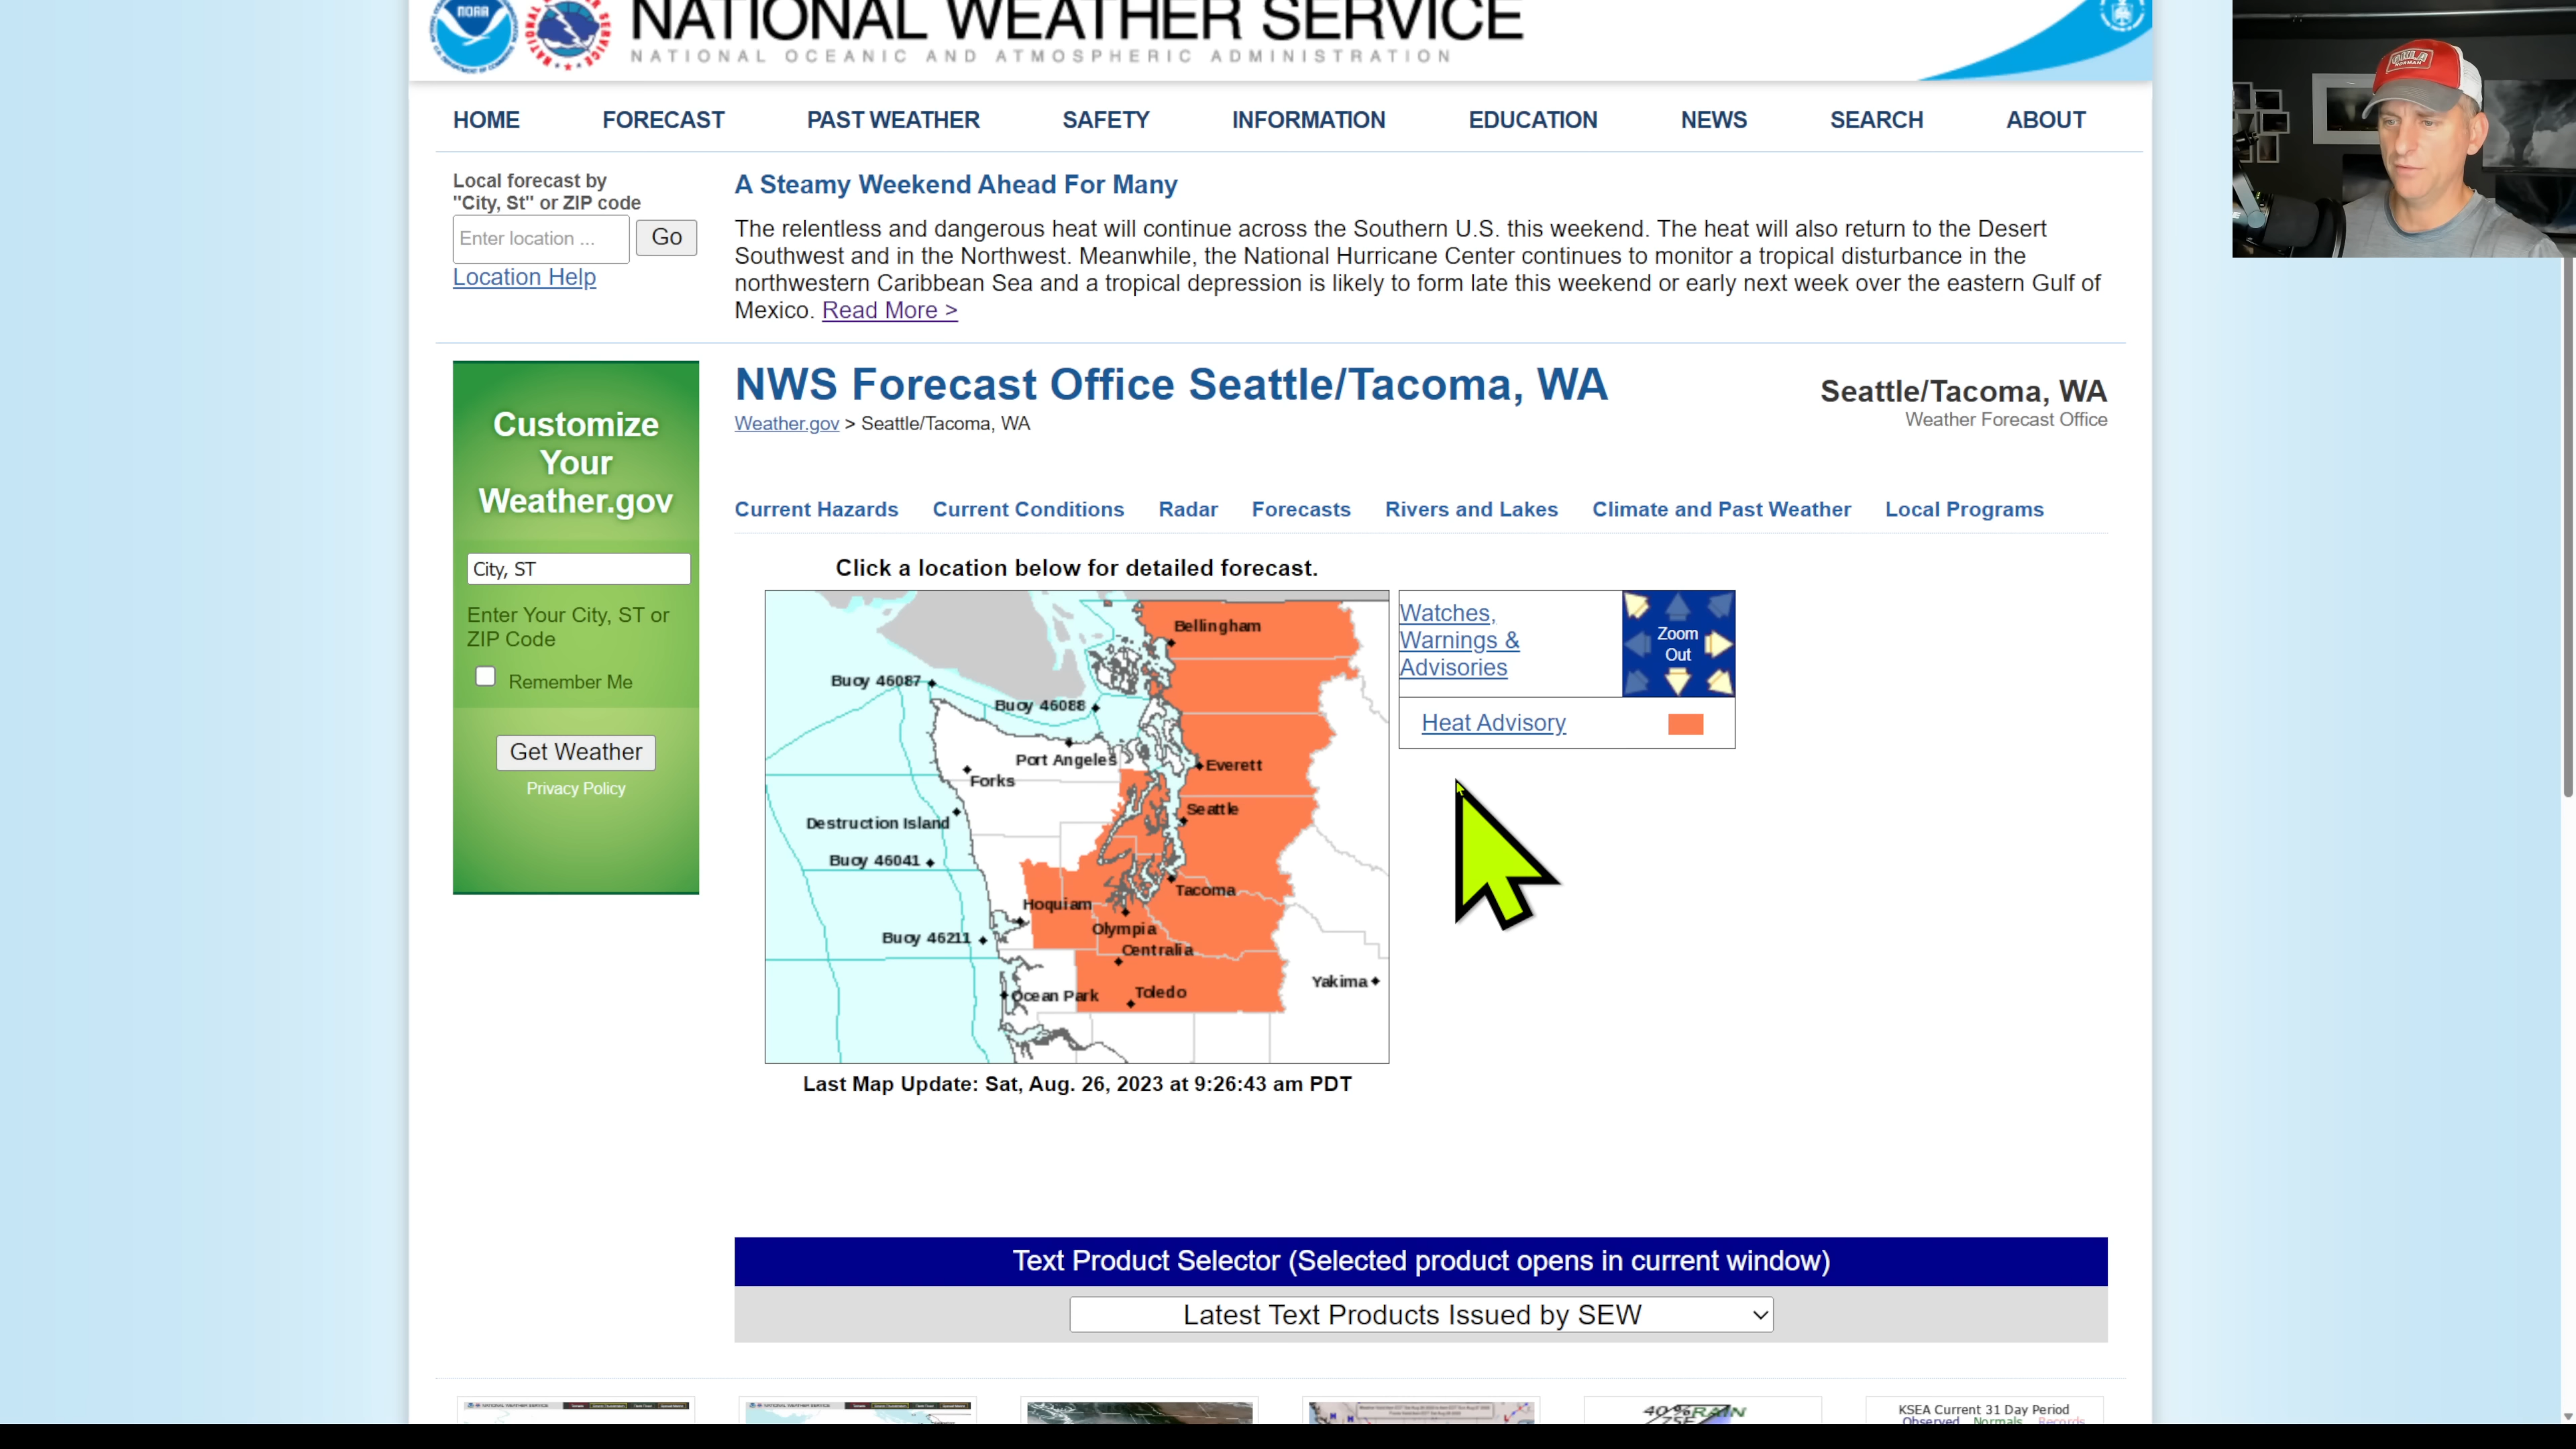 NOAA
NATIONAL WEATHER SERVICE
NATIONAL OCEANIC AND ATMOSPHERIC ADMINISTRATION
HOME FORECAST PAST WEATHER SAFETY INFORMATION EDUCATION NEWS SEARCH ABOUT
Local forecast by
"City, St" or ZIP code
Enter location ...
Go
Location Help
A Steamy Weekend Ahead For Many
The relentless and dangerous heat will continue across the Southern U.S. this weekend. The heat will also return to the Desert
Southwest and in the Northwest. Meanwhile, the National Hurricane Center continues to monitor a tropical disturbance in the
northwestern Caribbean Sea and a tropical depression is likely to form late this weekend or early next week over the eastern Gulf of
Mexico. Read More >
Customize
Your
Weather.gov
City, ST
Enter Your City, ST or
ZIP Code
Remember Me
Get Weather
Privacy Policy
NWS Forecast Office Seattle/Tacoma, WA
Weather.gov > Seattle/Tacoma, WA
Seattle/Tacoma, WA
Weather Forecast Office
Current Hazards Current Conditions Radar Forecasts Rivers and Lakes Climate and Past Weather Local Programs
Click a location below for detailed forecast.
Bellingham
Buoy 46087
Buoy 46088
Port Angeles
Everett
Forks
Seattle
Destruction Island
Buoy 46041
Tacoma
Hoquiam
Olympia
Buoy 46211
Centralia
Yakima
Ocean Park
Toledo
Watches,
Warnings &
Advisories
Zoom
Out
Heat Advisory
Last Map Update: Sat, Aug. 26, 2023 at 9:26:43 am PDT
Text Product Selector (Selected product opens in current window)
Latest Text Products Issued by SEW
40 % RAIN
KSEA Current 31 Day Period
Observed Normals Records